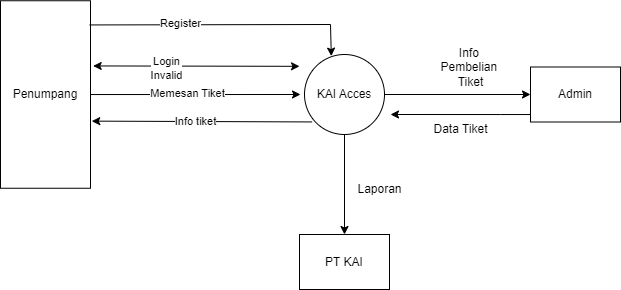 Register
Login
Invalid
Penumpang
Memesan Tiket
Info tiket
KAI Acces
Info
Pembelian
Tiket
Admin
Data Tiket
Laporan
PT KAI